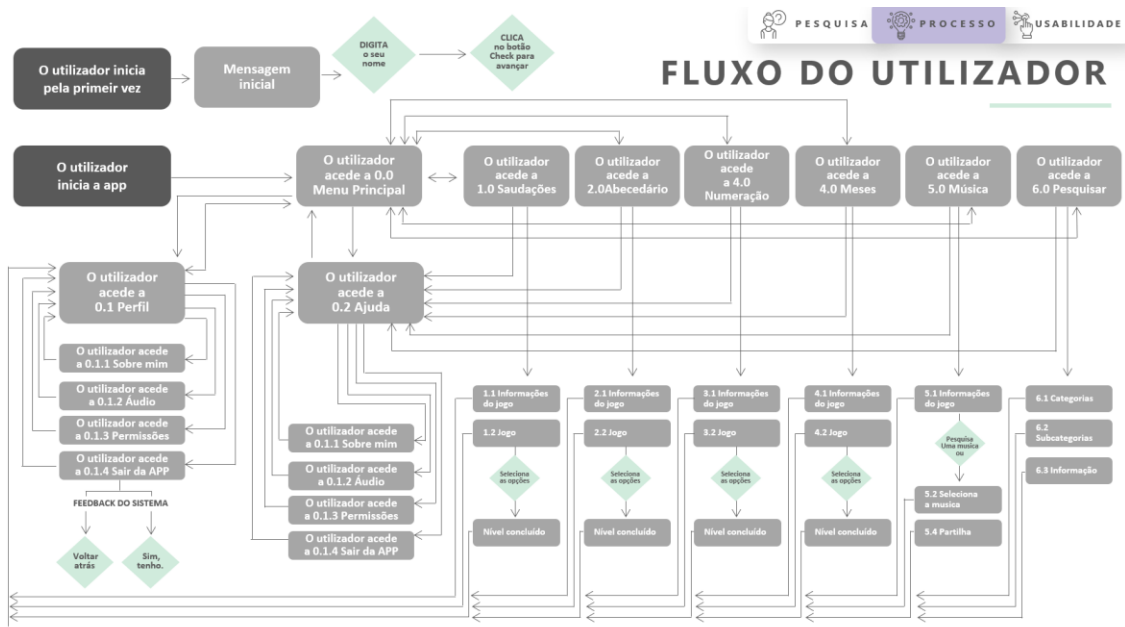 PESQUISA
PROCESSO
USABILIDADE
FLUXO DO UTILIZADOR
O utilizador inicia
pela primeir vez
Mensagem
inicial
DIGITA
o seu
nome
CLICA
no botão
Check para
avançar
O utilizador
inicia a app
O utilizador
acede a 0.0
Menu Principal
O utilizador
acede a
1.0 Saudações
O utilizador
acede a
2.0Abecedário
O utilizador
acede
a 4.0
Numeração
O utilizador
acede a
4.0 Meses
O utilizador
acede a
5.0 Música
O utilizador
acede a
6.0 Pesquisar
O utilizador
acede a
0.1 Perfil
O utilizador
acede a
0.2 Ajuda
O utilizador acede
a 0.1.1 Sobre mim
O utilizador acede
a 0.1.2 Áudio
O utilizador acede
a 0.1.3 Permissões
O utilizador acede
a 0.1.4 Sair da APP
FEEDBACK DO SISTEMA
Voltar
atrás
Sim,
tenho.
O utilizador acede
a 0.1.1 Sobre mim
O utilizador acede
a 0.1.2 Áudio
O utilizador acede
a 0.1.3 Permissões
O utilizador acede
a 0.1.4 Sair da APP
1.1 Informações
do jogo
1.2 Jogo
Seleciona
as opções
Nível concluído
2.1 Informações
do jogo
2.2 Jogo
Seleciona
as opções
Nível concluído
3.1 Informações
do jogo
3.2 Jogo
Seleciona
as opções
Nível concluído
4.1 Informações
do jogo
4.2 Jogo
Seleciona
as opções
Nível concluído
5.1 Informações
do jogo
Pesquisa
Uma musica
ou
5.2 Seleciona
a musica
5.4 Partilha
6.1 Categorias
6.2
Subcategorias
6.3 Informação